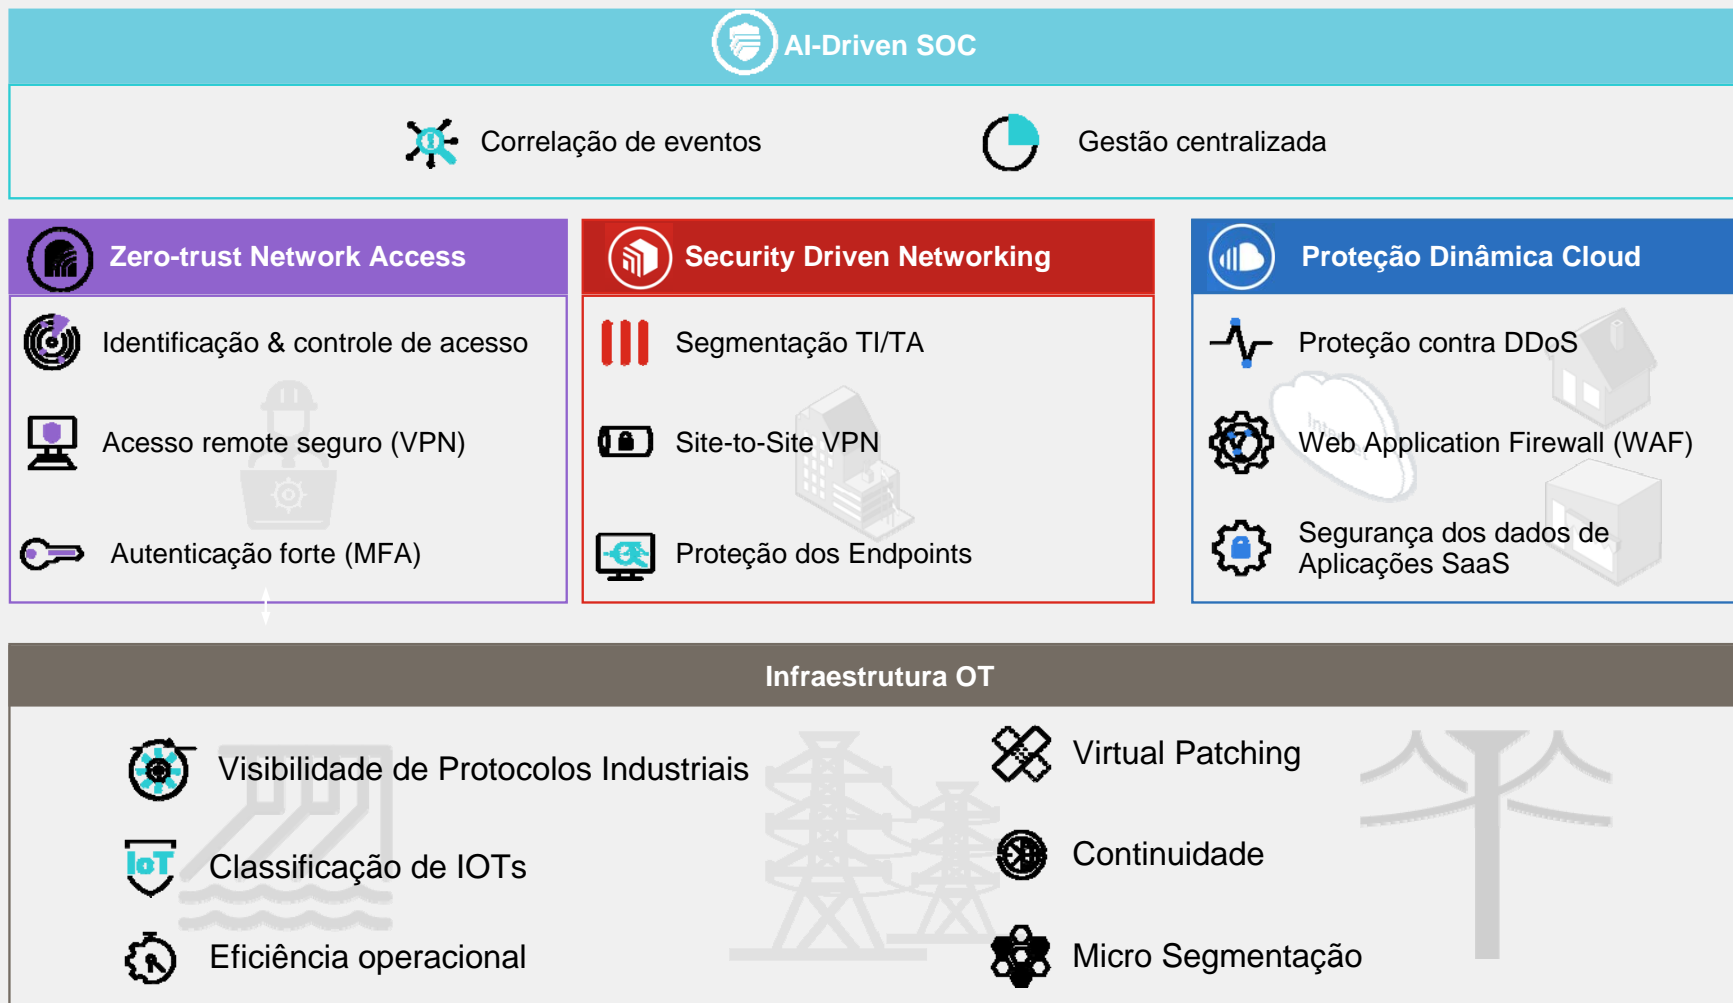 AI-Driven SOC
Correlação de eventos
Gestão centralizada
Zero-trust Network Access
Identificação & controle de acesso
Acesso remote seguro (VPN)
Autenticação forte (MFA)
Security Driven Networking
Segmentação TI/TA
Site-to-Site VPN
Proteção dos Endpoints
Proteção Dinâmica Cloud
Proteção contra DDoS
Internet
Web Application Firewall (WAF)
Segurança dos dados de
Aplicações SaaS
Infraestrutura OT
Visibilidade de Protocolos Industriais
IoT
Classificação de IOTs
Eficiência operacional
Virtual Patching
Continuidade
Micro Segmentação